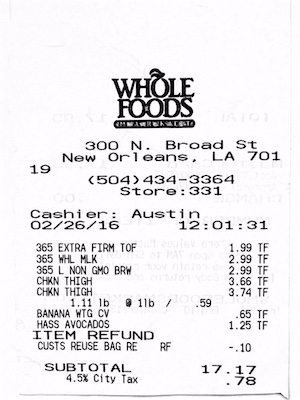 WHOLE
FOODS
MARKET
300 N. Broad St
New Orleans, LA 701
19
(504)434-3364
Store:331
Cashier: Austin
02/26/16 12:01:31
365 EXTRA FIRM TOF 1.99 TF
365 WHL MLK 2.99 TF
365 L NON GMO BRW 2.99 TF
CHKN THIGH 3.66 TF
CHKN THIGH 3.74 TF
1.11 lb @ 1lb / .59
BANANA WTG CV .65 TF
HASS AVOCADOS 1.25 TF
ITEM REFUND
CUSTS REUSE BAG RE RF -.10
SUBTOTAL 17.17
4.5% City Tax .78